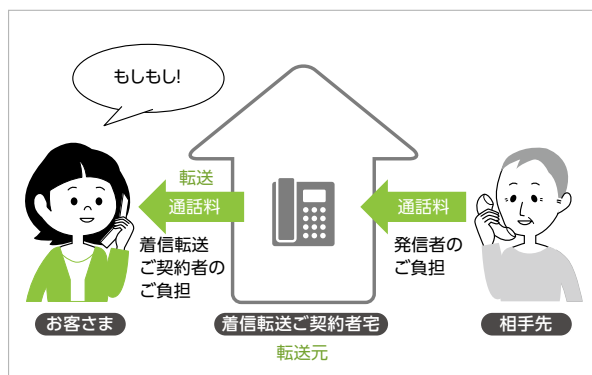 もしもし!
転送
通話料
着信転送
ご契約者の
ご負担
通話料
発信者の
ご負担
お客さま
着信転送ご契約者宅
相手先
転送元